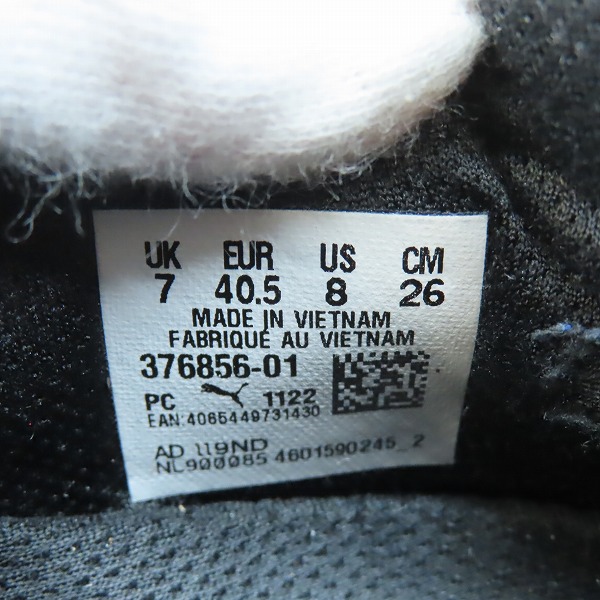 UK EUR US CM
7 40.5 8 26
MADE IN VIETNAM
FABRIQUÉ AU VIETNAM
376856-01
PC 1122
EAN:4065449731430
AD 119ND
NL900085 4601590245_2